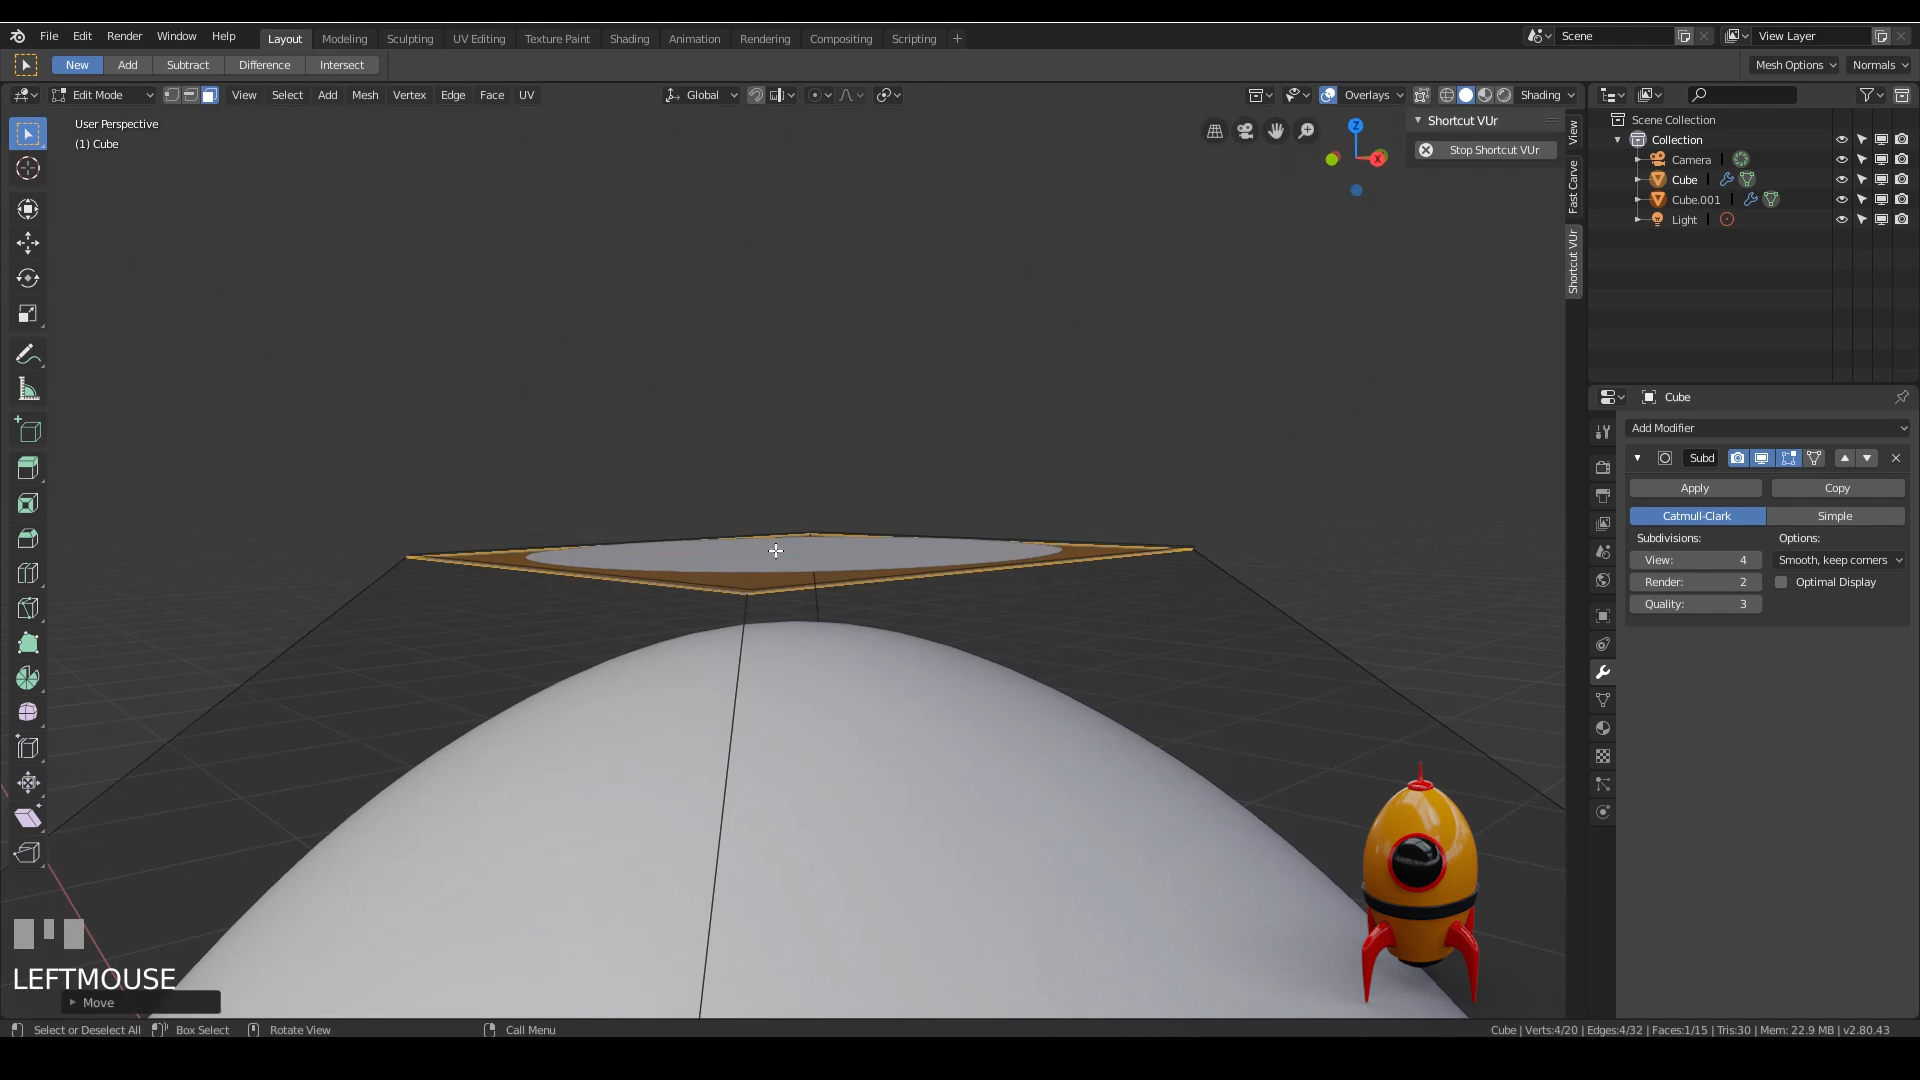 File Edit Render Window Help Layout Modeling Sculpting UV Editing Texture Paint Shading Animation Rendering Compositing Scripting + Scene View Layer
New Add Subtract Difference Intersect Mesh Options Normals
Edit Mode View Select Add Mesh Vertex Edge Face UV Global Overlays Shading
User Perspective
(1) Cube
Z
X
Shortcut VUr
Stop Shortcut VUr
View
Fast Carve
Shortcut VUr
Scene Collection
Collection
Camera
Cube
Cube.001
Light
Cube
Add Modifier
Subd
Apply Copy
Catmull-Clark Simple
Subdivisions: Options:
View: 4 Smooth, keep corners
Render: 2 Optimal Display
Quality: 3
LEFTMOUSE
Move
Select or Deselect All Box Select Rotate View Call Menu Cube | Verts:4/20 | Edges:4/32 | Faces:1/15 | Tris:30 | Mem: 22.9 MB | v2.80.43